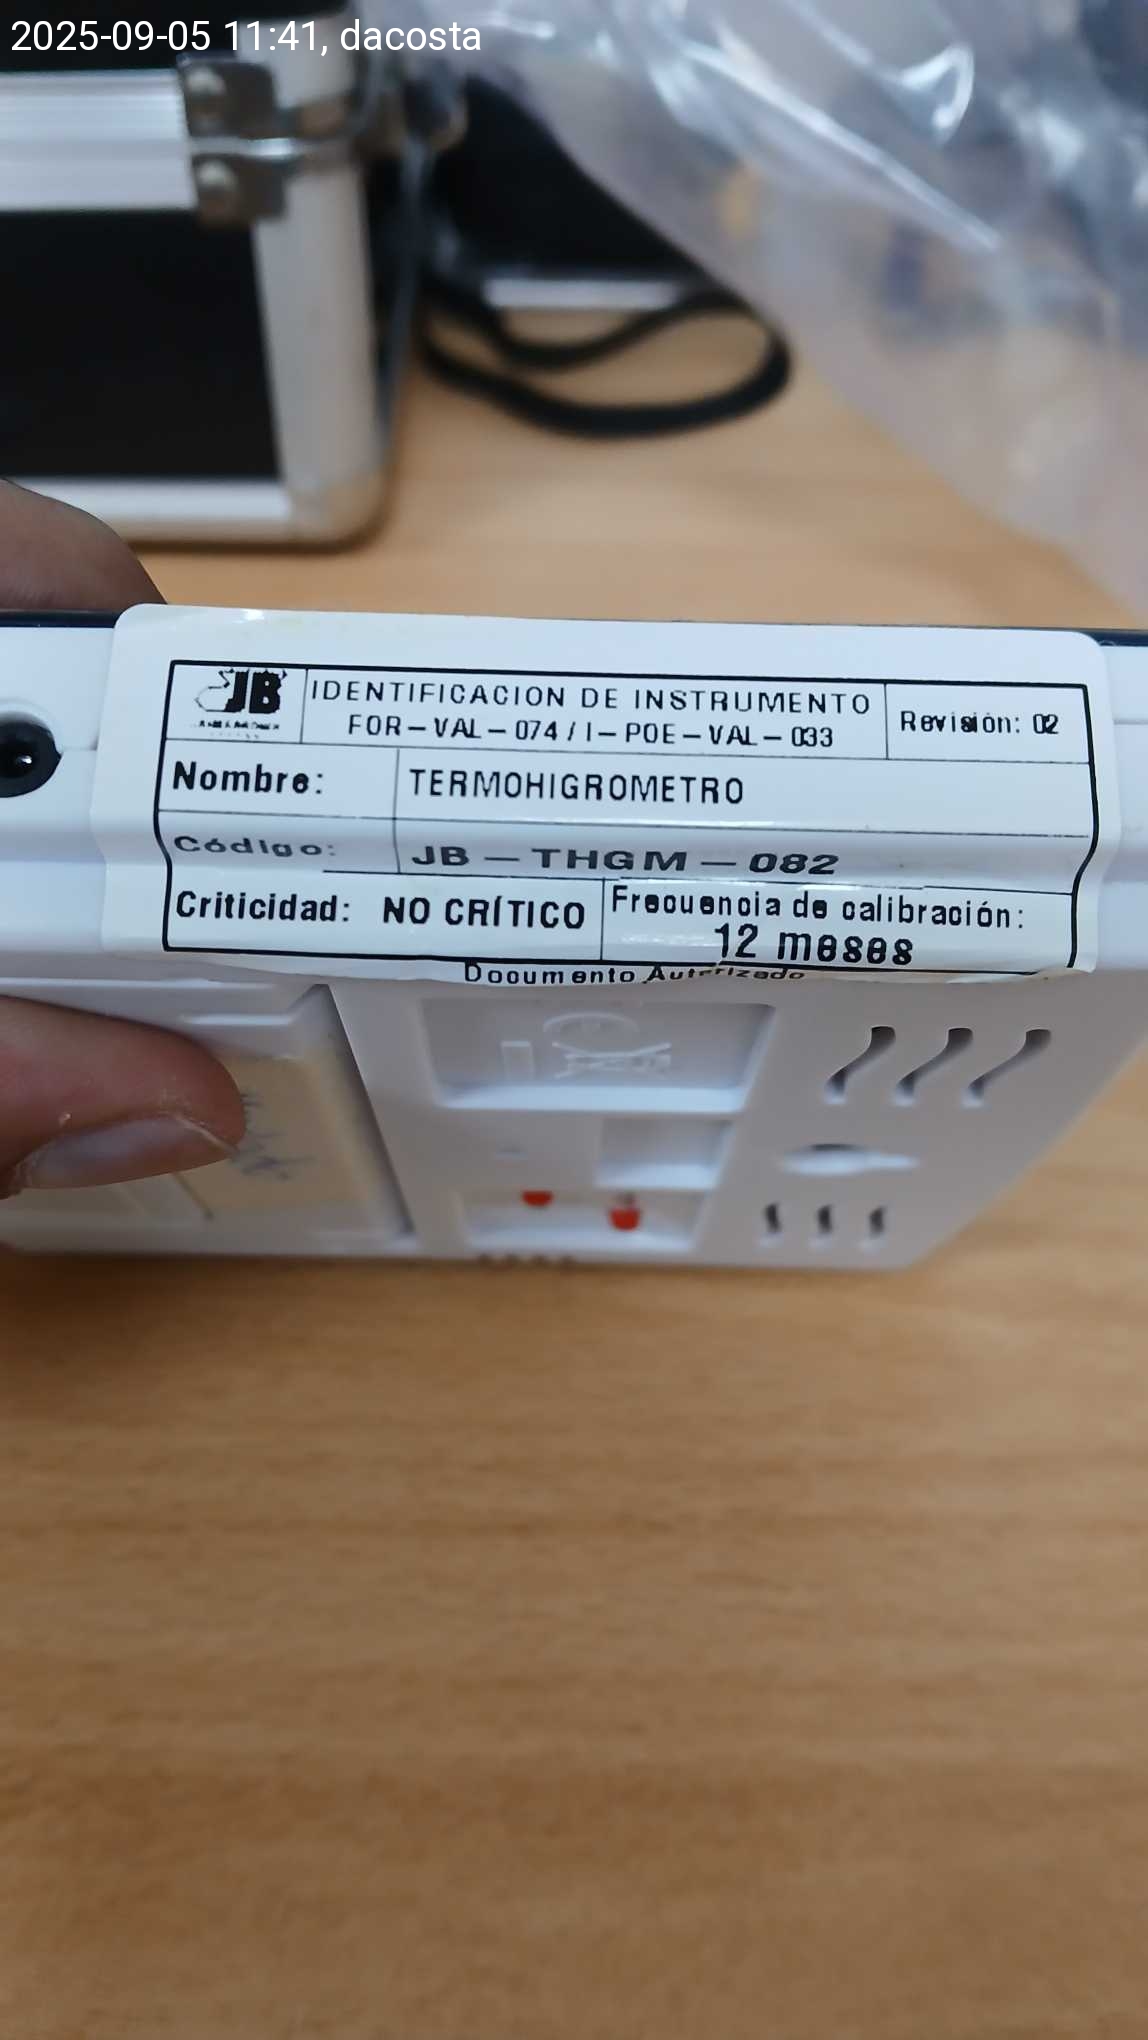 2025-09-05 11:41, dacosta
JB
IDENTIFICACION DE INSTRUMENTO
FOR-VAL-074 / I-POE-VAL-033
Revisión: 02
Nombre: TERMOHIGROMETRO
Código: JB-THGM-082
Criticidad: NO CRÍTICO
Frecuencia de calibración:
12 meses
Documento Autorizado